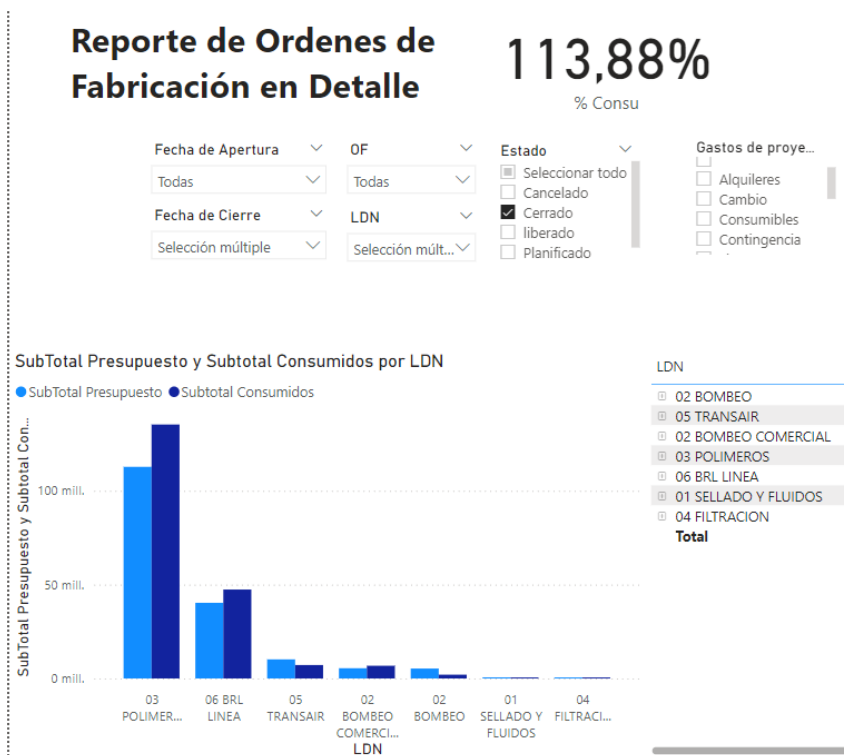 Reporte de Ordenes de
Fabricación en Detalle
113,88%
% Consu
Fecha de Apertura
Todas
OF
Todas
Estado
Seleccionar todo
Cancelado
Cerrado
liberado
Planificado
Gastos de proye...
Alquileres
Cambio
Consumibles
Contingencia
Fecha de Cierre
Selección múltiple
LDN
Selección múlt...
SubTotal Presupuesto y Subtotal Consumidos por LDN
SubTotal Presupuesto
Subtotal Consumidos
SubTotal Presupuesto y Subtotal Con...
100 mill.
50 mill.
0 mill.
03
POLIMER...
06 BRL
LINEA
05
TRANSAIR
02
BOMBEO
COMERCI...
02
BOMBEO
01
SELLADO Y
FLUIDOS
04
FILTRACI...
LDN
LDN
02 BOMBEO
05 TRANSAIR
02 BOMBEO COMERCIAL
03 POLIMEROS
06 BRL LINEA
01 SELLADO Y FLUIDOS
04 FILTRACION
Total